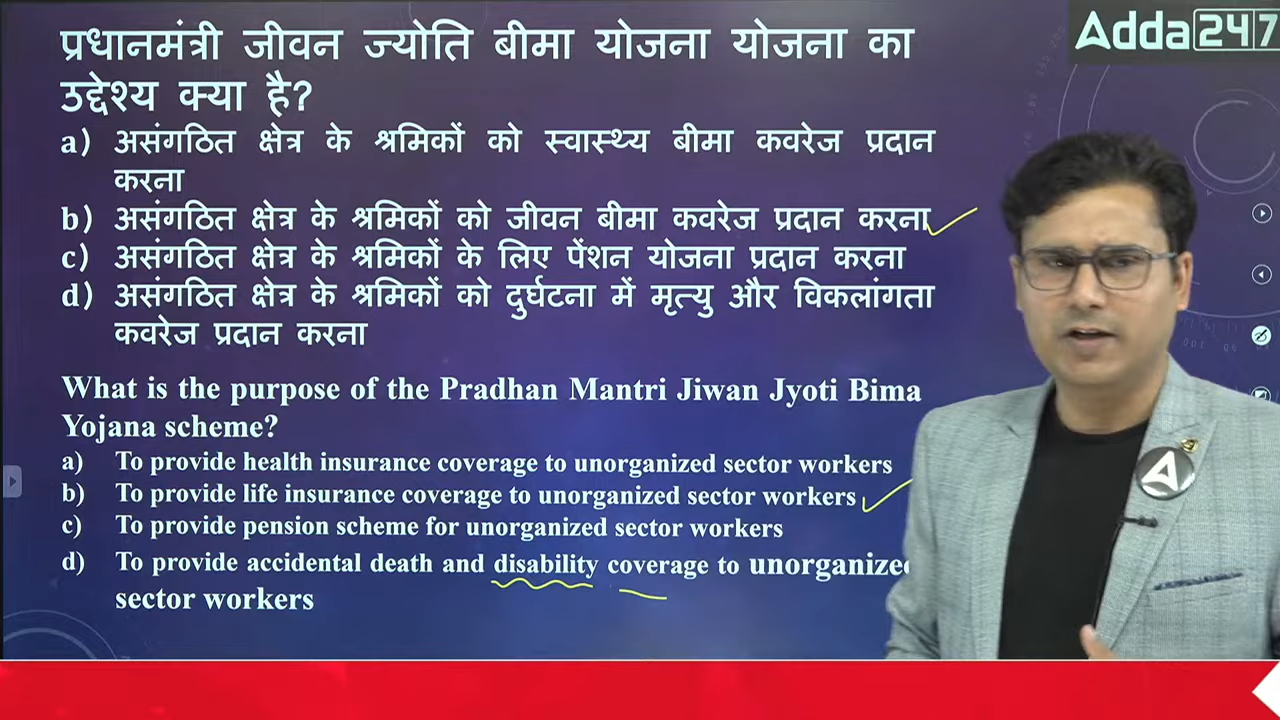 Adda247
प्रधानमंत्री जीवन ज्योति बीमा योजना योजना का
उद्देश्य क्या है?
a) असंगठित क्षेत्र के श्रमिकों को स्वास्थ्य बीमा कवरेज प्रदान
करना
b) असंगठित क्षेत्र के श्रमिकों को जीवन बीमा कवरेज प्रदान करना
c) असंगठित क्षेत्र के श्रमिकों के लिए पेंशन योजना प्रदान करना
d) असंगठित क्षेत्र के श्रमिकों को दुर्घटना में मृत्यु और विकलांगता
कवरेज प्रदान करना
What is the purpose of the Pradhan Mantri Jiwan Jyoti Bima
Yojana scheme?
a) To provide health insurance coverage to unorganized sector workers
b) To provide life insurance coverage to unorganized sector workers
c) To provide pension scheme for unorganized sector workers
d) To provide accidental death and disability coverage to
sector workers